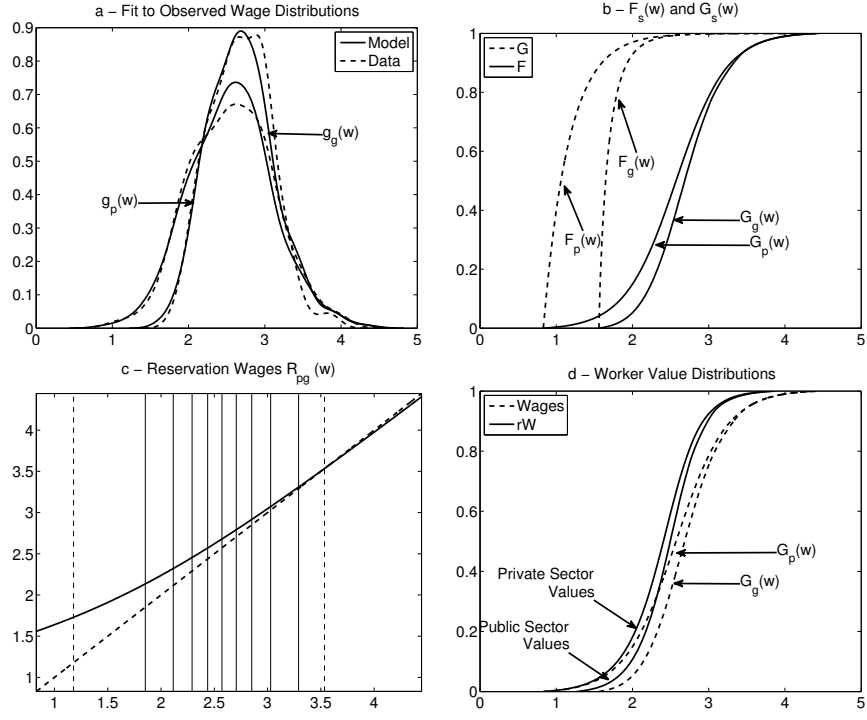 a – Fit to Observed Wage Distributions
0.9
0.8
0.7
0.6
0.5
0.4
0.3
0.2
0.1
0
0 1 2 3 4 5
Model
Data
g_g(w)
g_p(w)
b – F_s(w) and G_s(w)
1
0.8
0.6
0.4
0.2
0
0 1 2 3 4 5
G
F
F_g(w)
F_p(w)
G_g(w)
G_p(w)
c – Reservation Wages R_pg (w)
4
3.5
3
2.5
2
1.5
1
1 1.5 2 2.5 3 3.5 4
d – Worker Value Distributions
1
0.8
0.6
0.4
0.2
0
0 1 2 3 4 5
Wages
rW
G_p(w)
G_g(w)
Private Sector
Values
Public Sector
Values